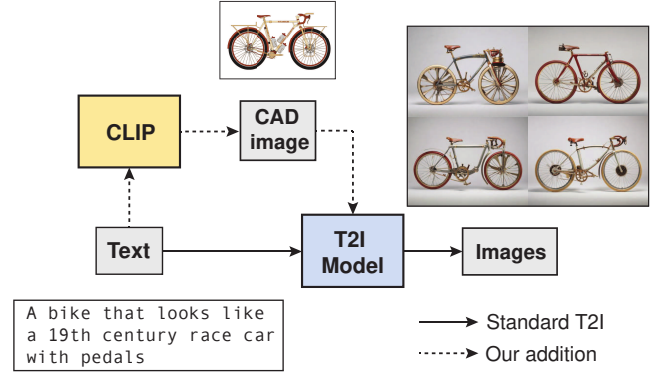 CLIP
CAD
image
Text
T2I
Model
Images
A bike that looks like
a 19th century race car
with pedals
Standard T2I
Our addition